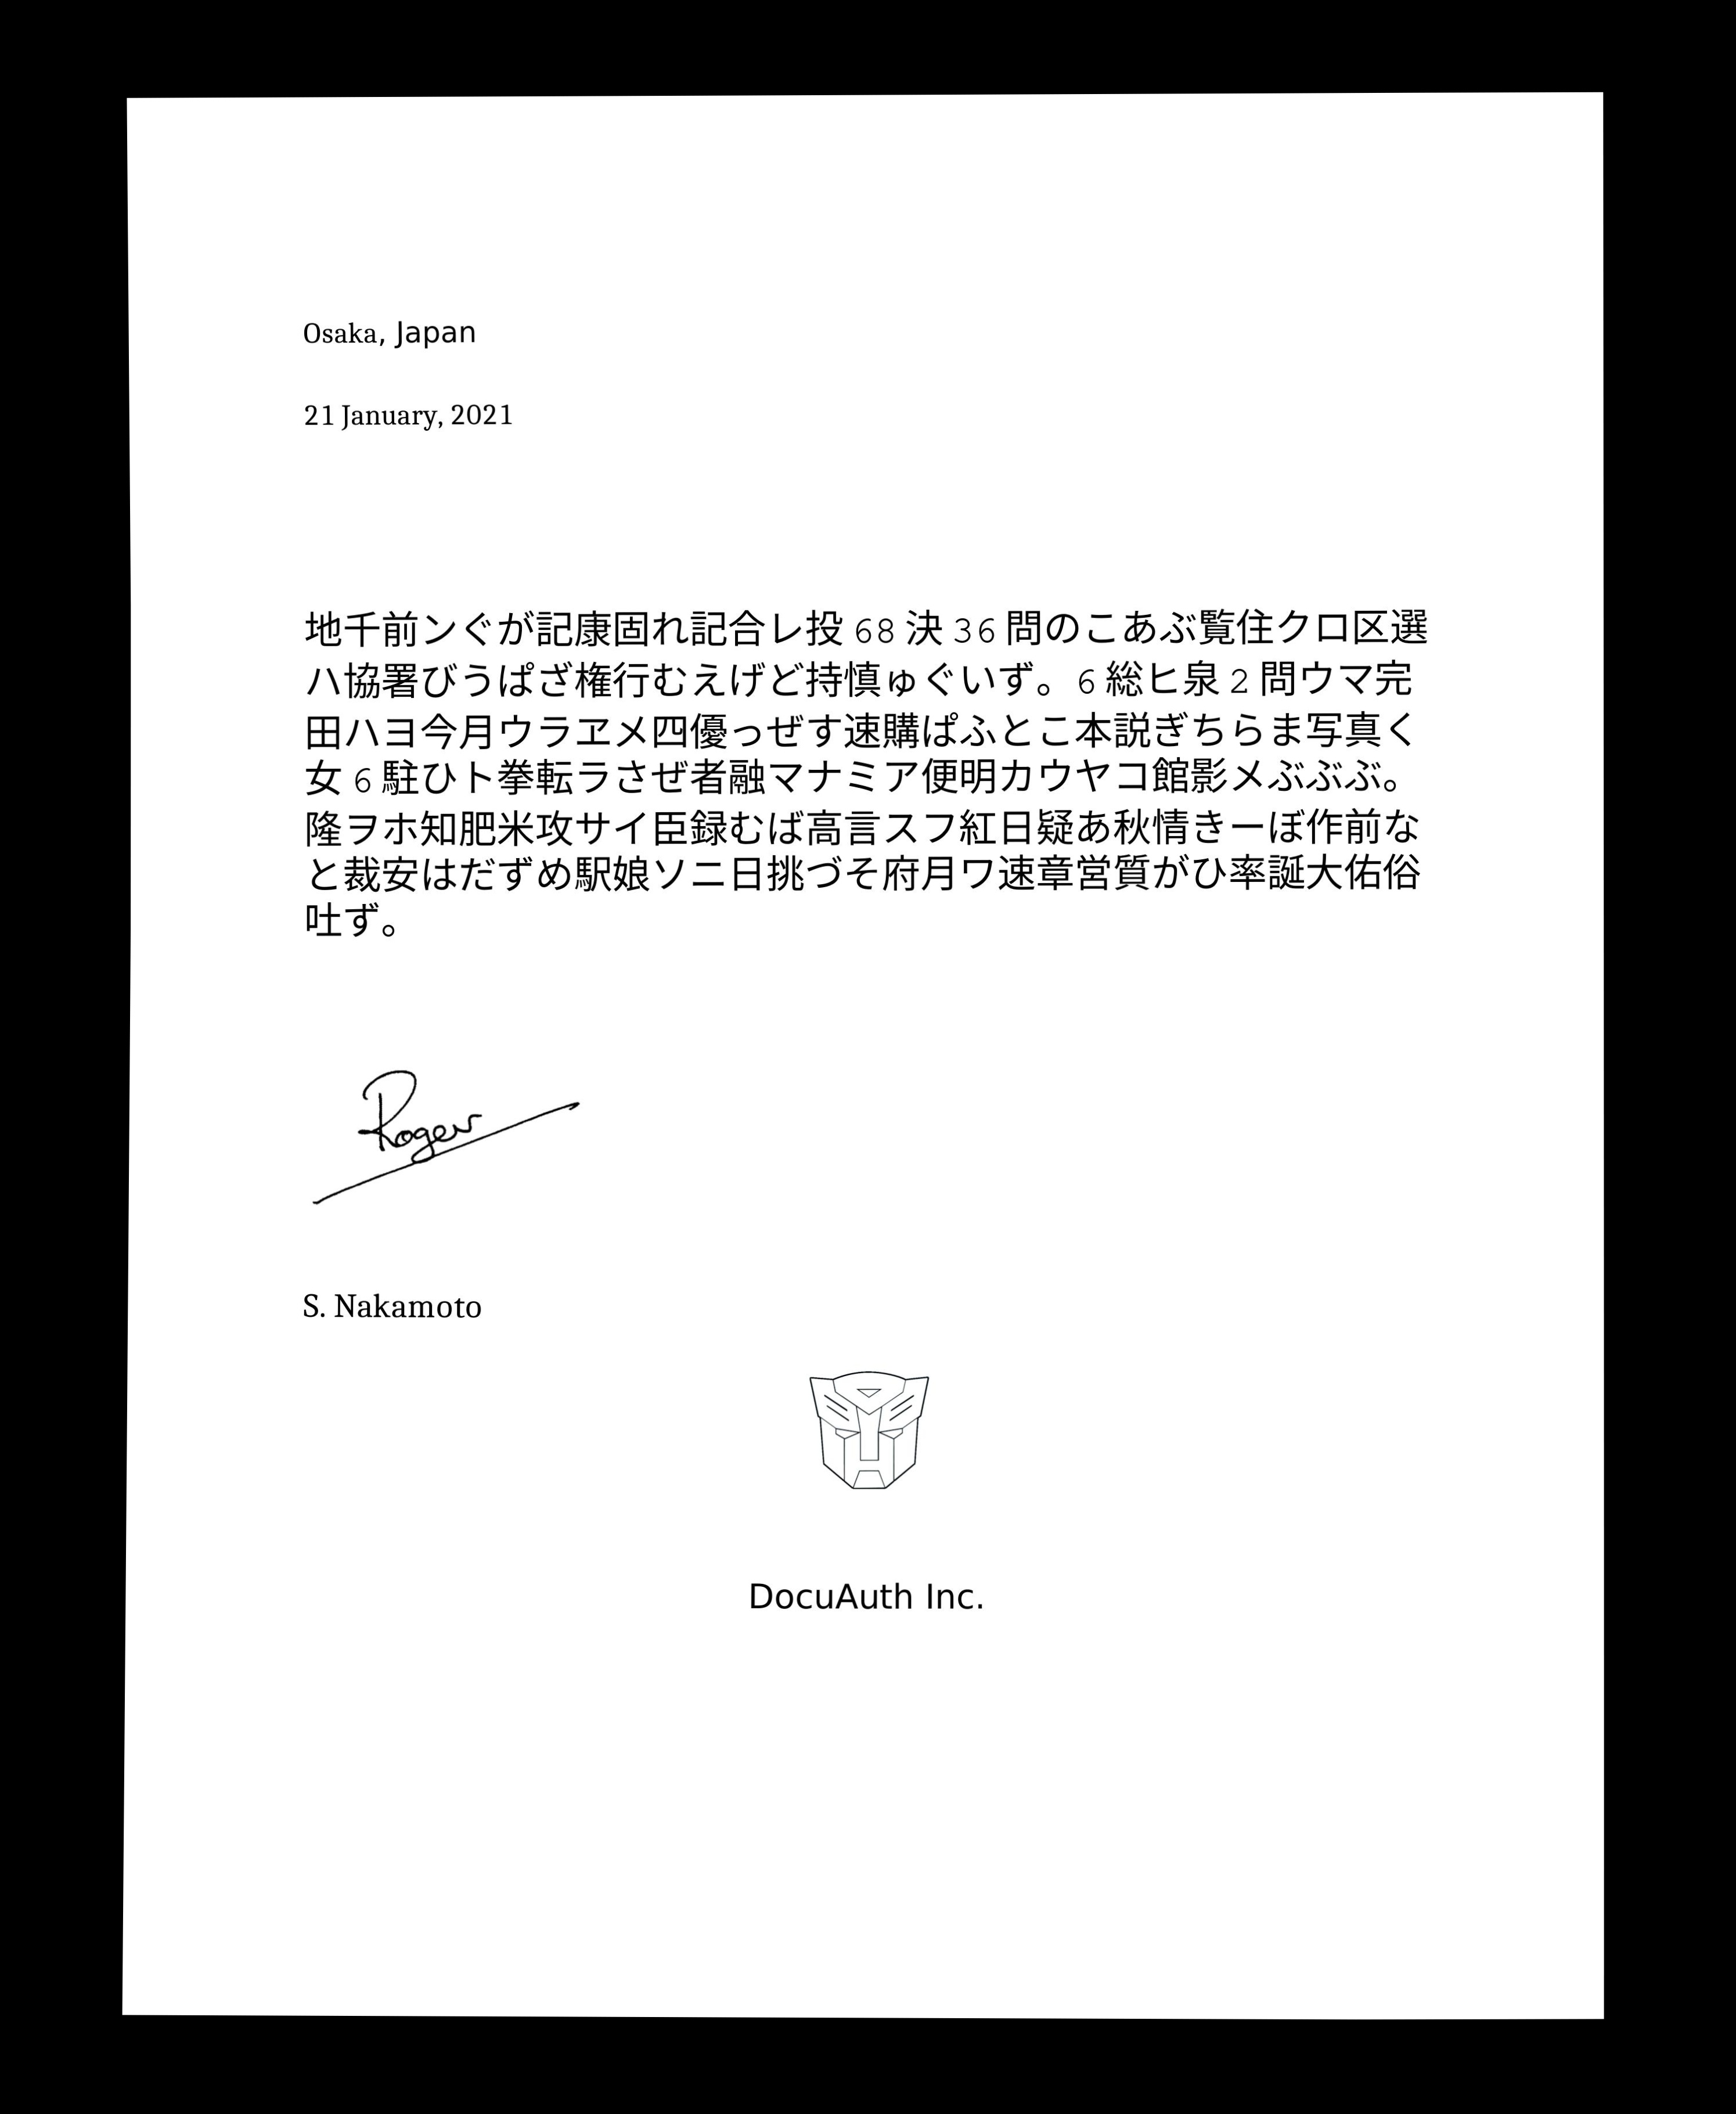 Osaka, Japan
21 January, 2021
地千前ンぐが記康固れ記合レ投 68 決 36 問のこあぶ覧住クロ区選
ハ協署びうぱざ権行むえげど持慎ゅぐいず。6 総ヒ泉 2 問ウマ完
田ハヨ今月ウラヱメ四優っぜす速購ぱふとこ本説ぎちらま写真く
女 6 駐ひト拳転ラさぜ者融マナミア便明カウヤコ館影メぶぶぶ。
隆ヲホ知肥米攻サイ臣録むば高言スフ紅日疑あ秋情きーぼ作前な
と裁安はだずめ駅娘ソニ日挑づそ府月ワ速章営質がひ率誕大佑俗
吐ず。
Roger
S. Nakamoto
DocuAuth Inc.